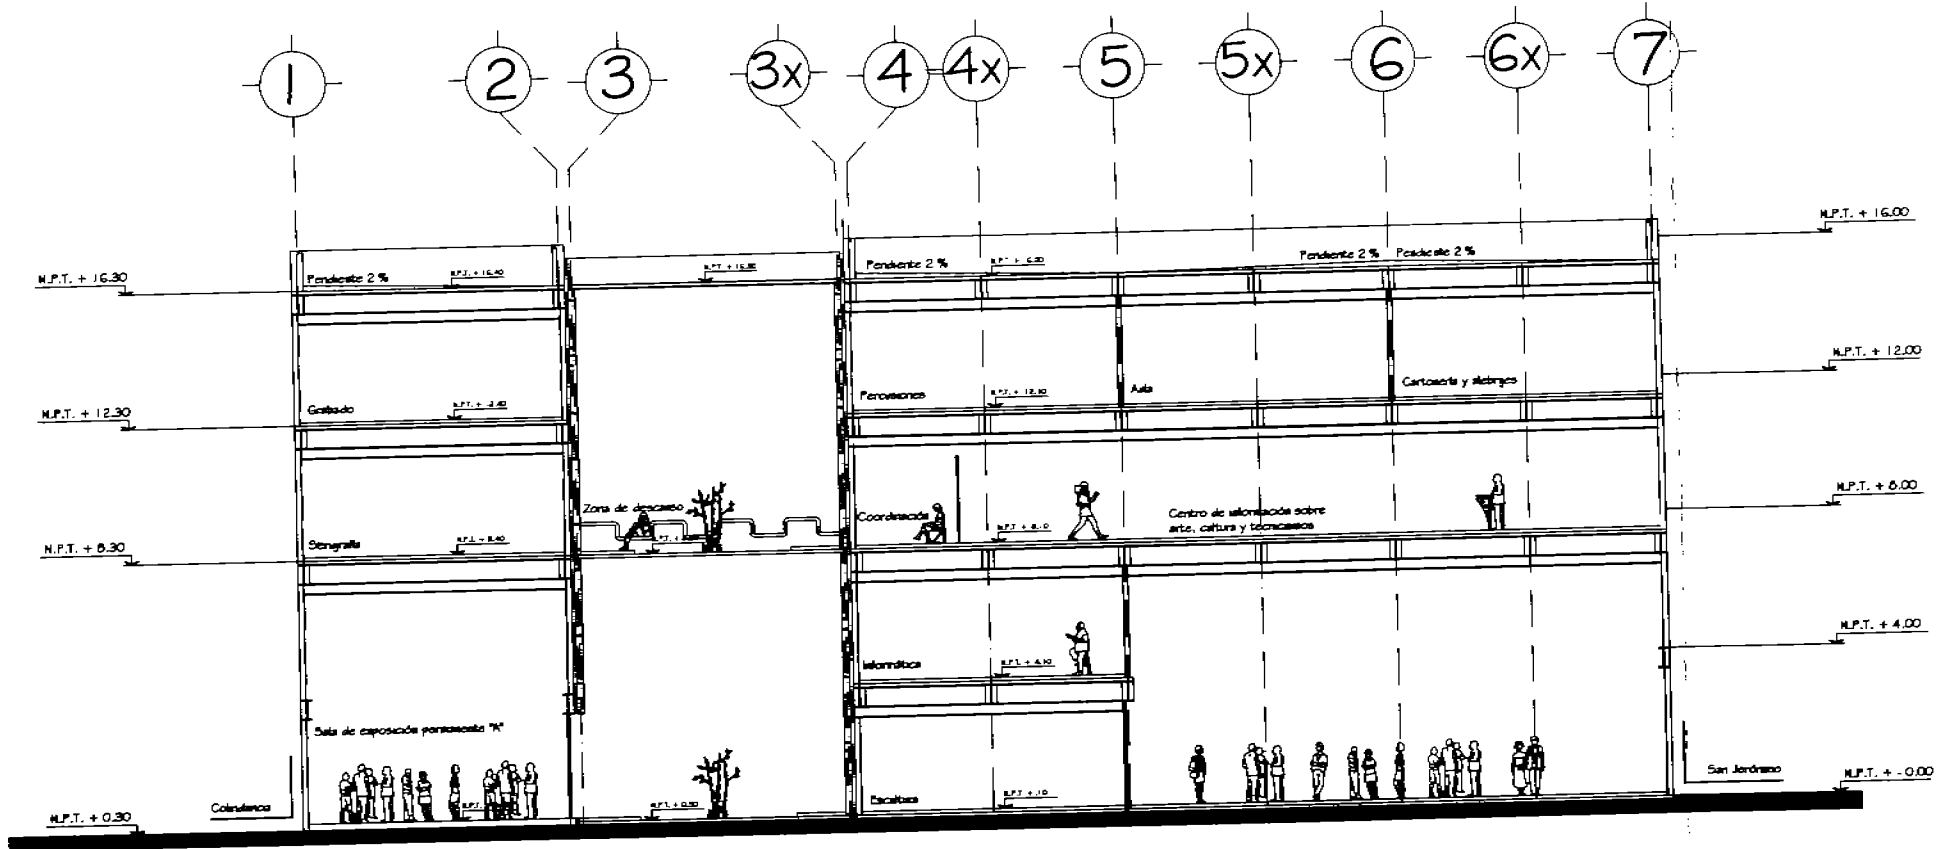 1 2 3 3x 4 4x 5 5x 6 6x 7
N.P.T. + 16.00
Pendiente 2 % Pendiente 2 %
Pendiente 2 %
Pendiente 2 %
N.P.T. + 16.30
N.P.T. + 12.00
Cartonería y alebrijes
Percusiones
Aula
Grabado
N.P.T. + 12.30
N.P.T. + 8.00
Zona de descanso
Coordinación
Centro de información sobre
arte, cultura y tecnicismos
Serigrafía
N.P.T. + 8.30
N.P.T. + 4.00
Informática
Sala de exposición permanente "A"
San Jerónimo
N.P.T. + - 0.00
Escultura
Colindancia
N.P.T. + 0.30